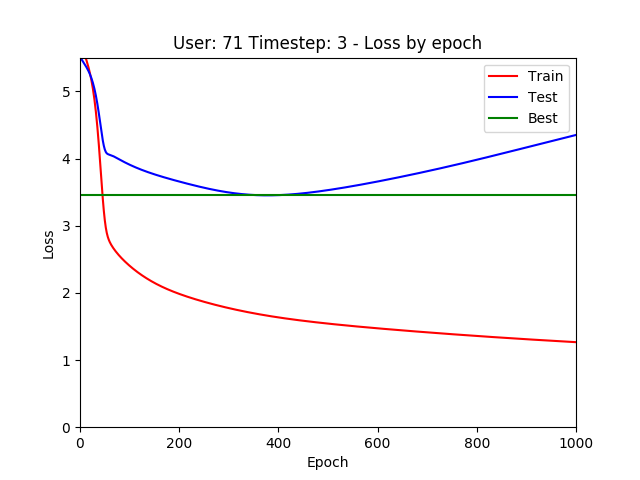 User: 71 Timestep: 3 - Loss by epoch
Train
Test
Best
5
4
3
2
1
0
Loss
0 200 400 600 800 1000
Epoch